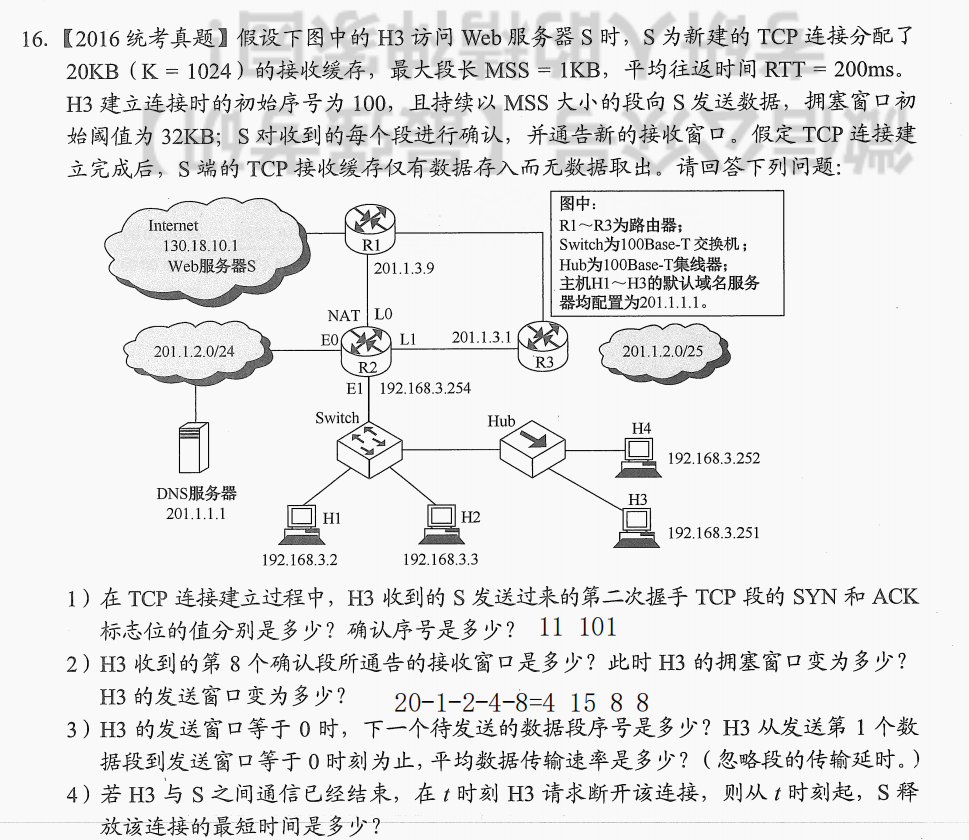 16.【2016 统考真题】假设下图中的 H3 访问 Web 服务器 S 时，S 为新建的 TCP 连接分配了
20KB（K = 1024）的接收缓存，最大段长 MSS = 1KB，平均往返时间 RTT = 200ms。
H3 建立连接时的初始序号为 100，且持续以 MSS 大小的段向 S 发送数据，拥塞窗口初
始阈值为 32KB；S 对收到的每个段进行确认，并通告新的接收窗口。假定 TCP 连接建
立完成后，S 端的 TCP 接收缓存仅有数据存入而无数据取出。请回答下列问题：
Internet
130.18.10.1
Web服务器S
R1
201.1.3.9
图中：
R1～R3为路由器；
Switch为100Base-T 交换机；
Hub为100Base-T集线器；
主机H1～H3的默认域名服务
器均配置为201.1.1.1。
NAT
L0
201.1.2.0/24
E0
R2
L1
201.1.3.1
R3
201.1.2.0/25
E1
192.168.3.254
Switch
Hub
H4
192.168.3.252
DNS服务器
201.1.1.1
H1
192.168.3.2
H2
192.168.3.3
H3
192.168.3.251
1）在 TCP 连接建立过程中，H3 收到的 S 发送过来的第二次握手 TCP 段的 SYN 和 ACK
标志位的值分别是多少？确认序号是多少？ 11 101
2）H3 收到的第 8 个确认段所通告的接收窗口是多少？此时 H3 的拥塞窗口变为多少？
H3 的发送窗口变为多少？ 20-1-2-4-8=4 15 8 8
3）H3 的发送窗口等于 0 时，下一个待发送的数据段序号是多少？H3 从发送第 1 个数
据段到发送窗口等于 0 时刻为止，平均数据传输速率是多少？（忽略段的传输延时。）
4）若 H3 与 S 之间通信已经结束，在 t 时刻 H3 请求断开该连接，则从 t 时刻起，S 释
放该连接的最短时间是多少？